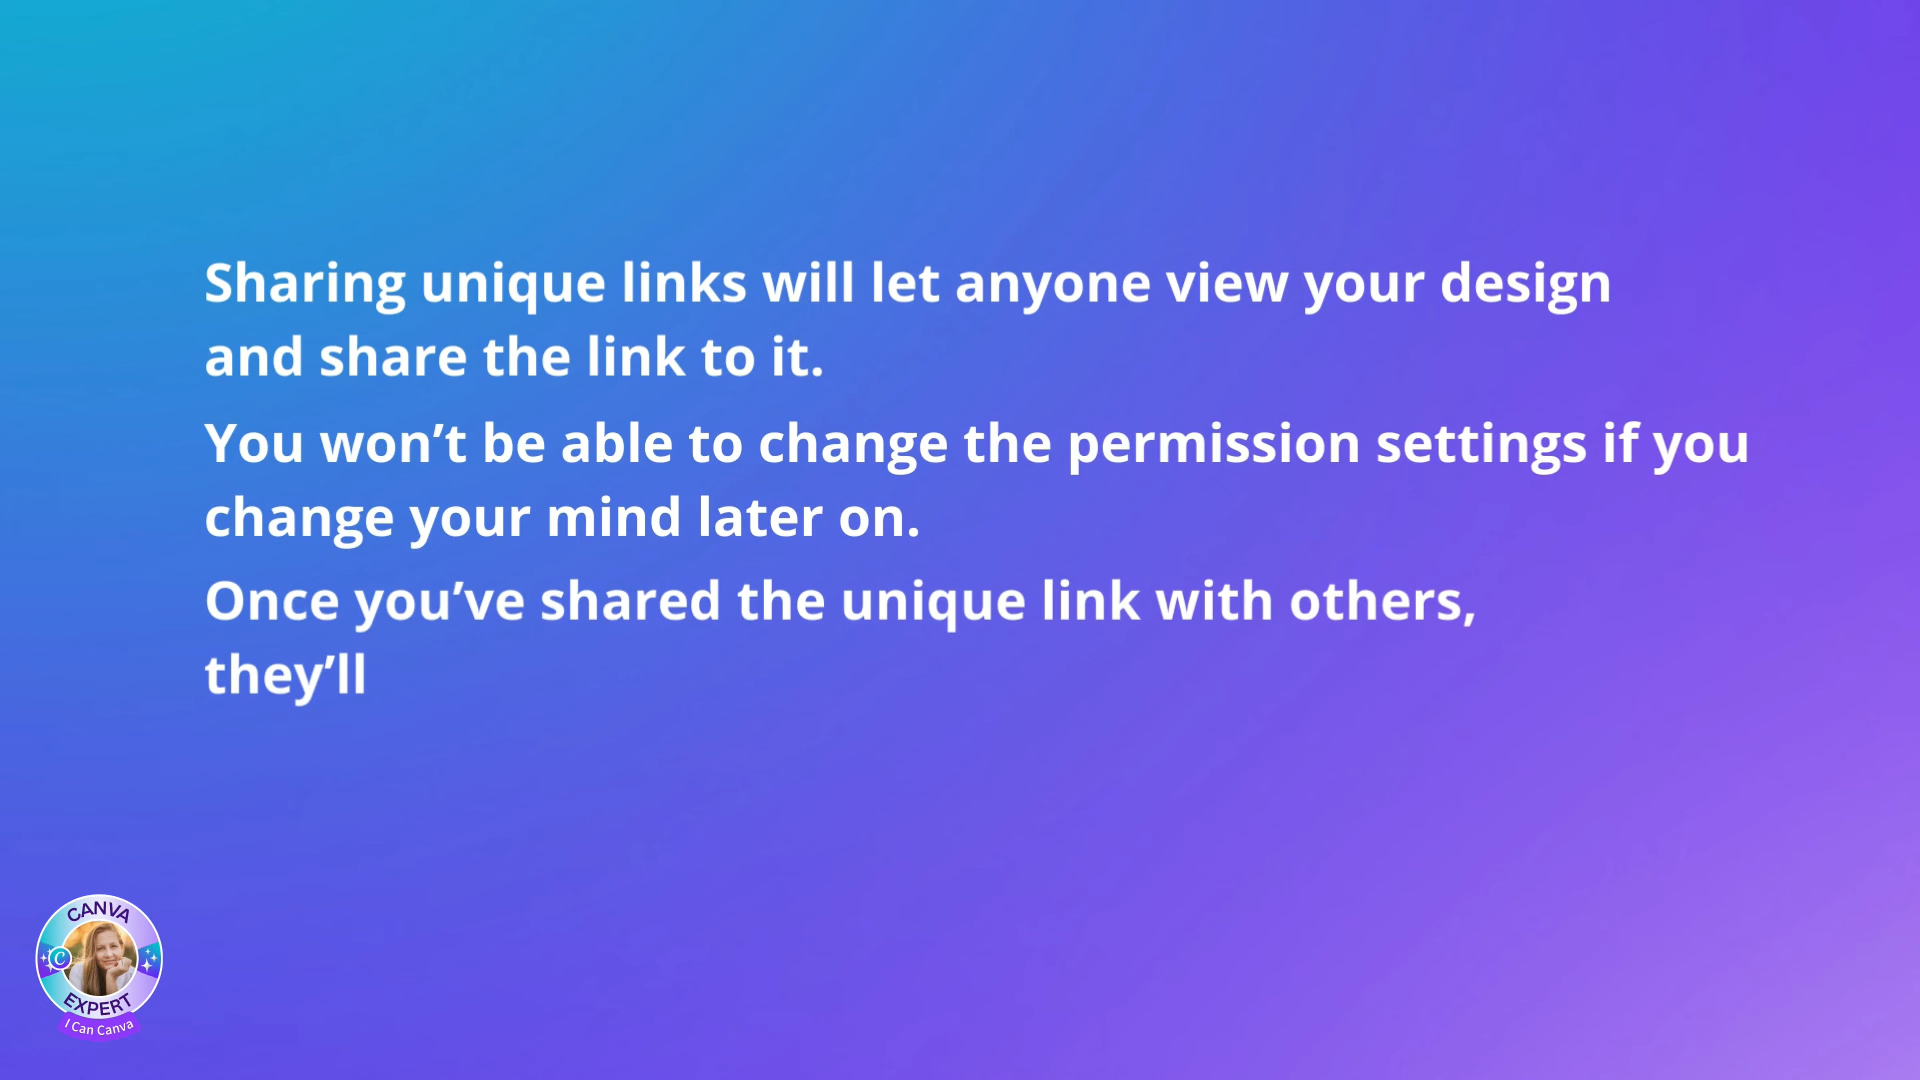 Sharing unique links will let anyone view your design
and share the link to it.
You won’t be able to change the permission settings if you
change your mind later on.
Once you’ve shared the unique link with others,
they’ll
CANVA
C
EXPERT
I Can Canva